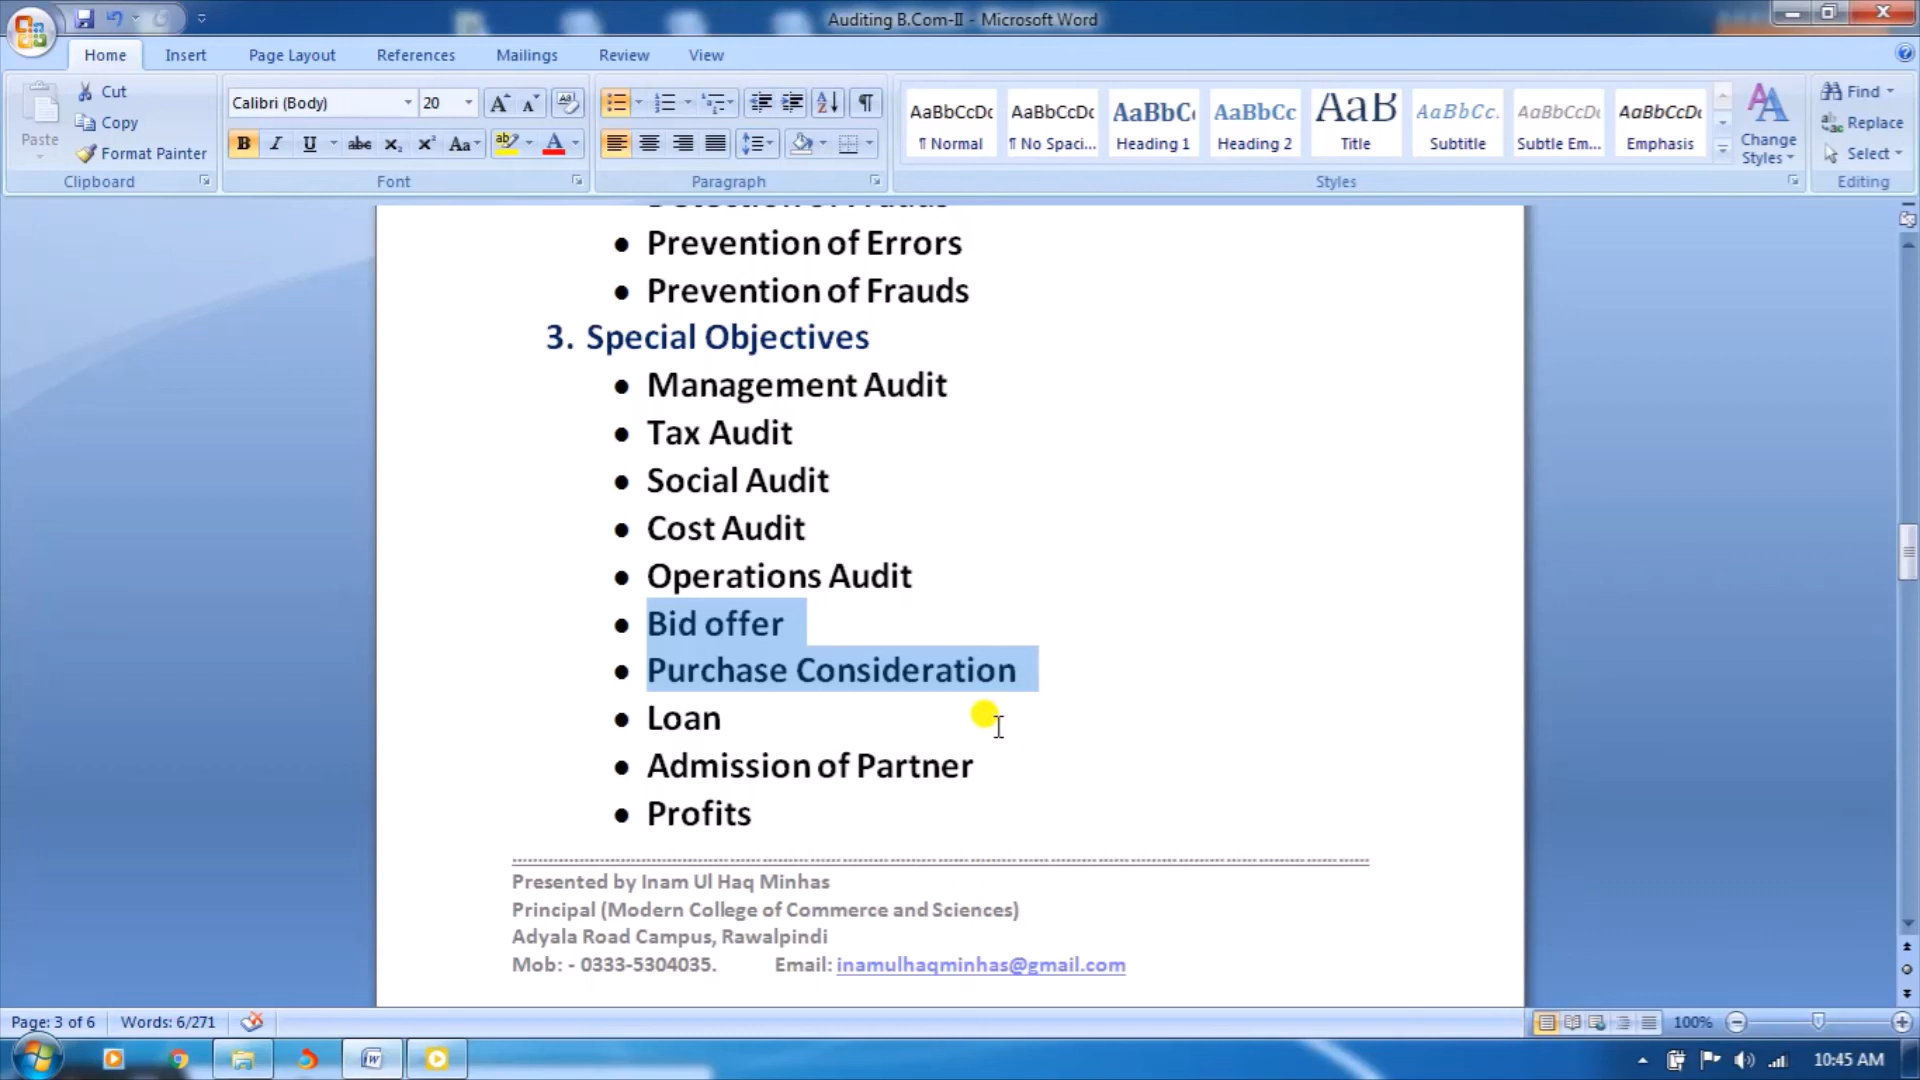 Auditing B.Com-II - Microsoft Word
Home Insert Page Layout References Mailings Review View
Paste
Cut
Copy
Format Painter
Clipboard
Calibri (Body) 20
B I U abc x₂ x² Aa
Font
Paragraph
AaBbCcDc AaBbCcDc AaBbC AaBbCc AaB AaBbCc. AaBbCcDc AaBbCcDc
¶ Normal ¶ No Spaci... Heading 1 Heading 2 Title Subtitle Subtle Em... Emphasis
Change Styles
Styles
Find
Replace
Select
Editing
• Prevention of Errors
• Prevention of Frauds
3. Special Objectives
• Management Audit
• Tax Audit
• Social Audit
• Cost Audit
• Operations Audit
• Bid offer
• Purchase Consideration
• Loan
• Admission of Partner
• Profits
Presented by Inam Ul Haq Minhas
Principal (Modern College of Commerce and Sciences)
Adyala Road Campus, Rawalpindi
Mob: - 0333-5304035. Email: inamulhaqminhas@gmail.com
Page: 3 of 6 Words: 6/271 100%
10:45 AM